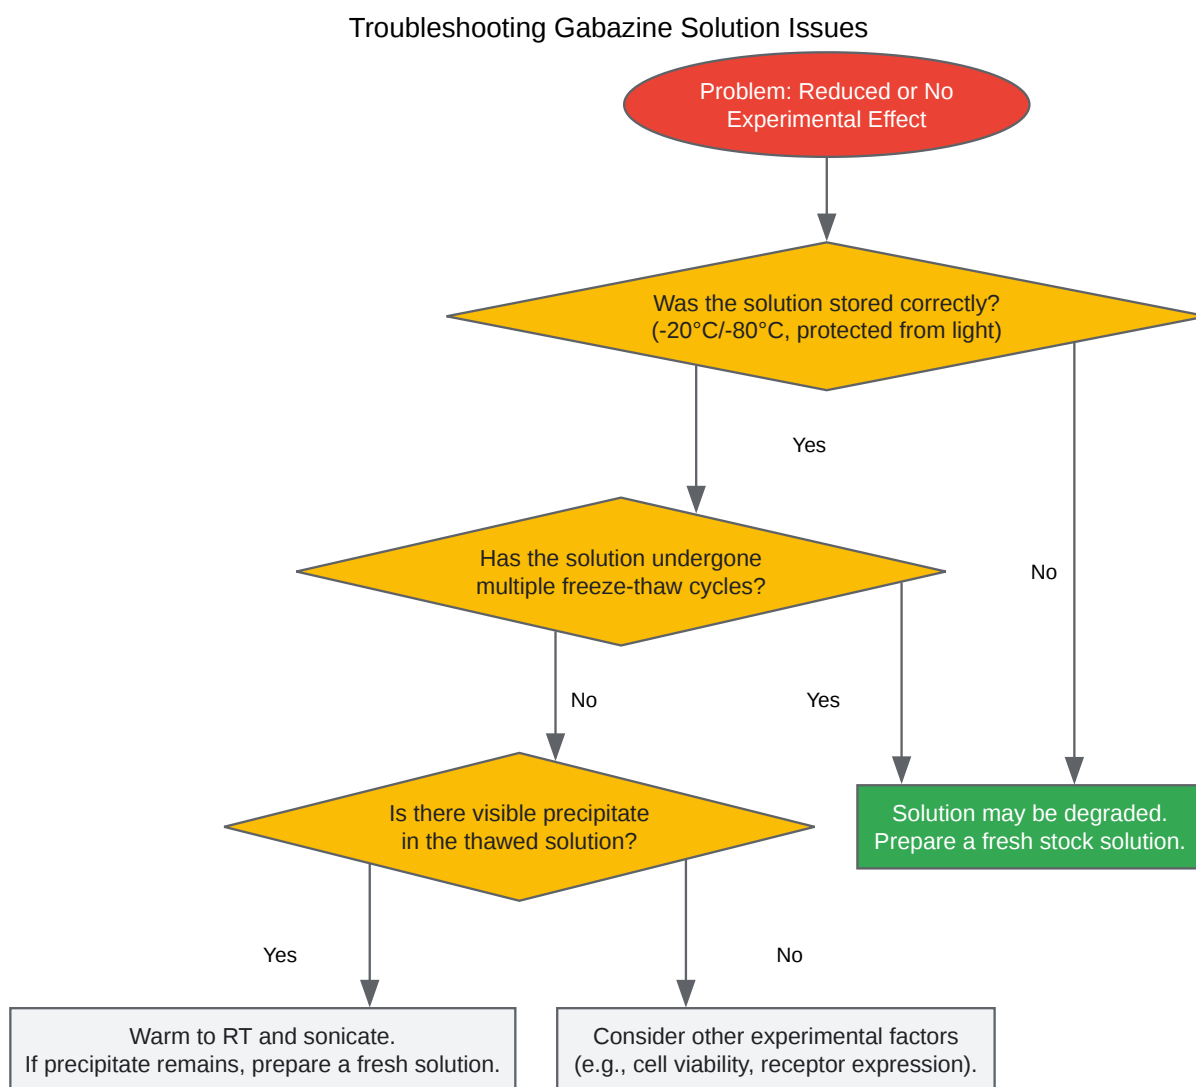 Troubleshooting Gabazine Solution Issues
Problem: Reduced or No
Experimental Effect
Was the solution stored correctly?
(-20°C/-80°C, protected from light)
Yes
Has the solution undergone
multiple freeze-thaw cycles?
No
No
Yes
Is there visible precipitate
in the thawed solution?
Solution may be degraded.
Prepare a fresh stock solution.
Yes
No
Warm to RT and sonicate.
If precipitate remains, prepare a fresh solution.
Consider other experimental factors
(e.g., cell viability, receptor expression).